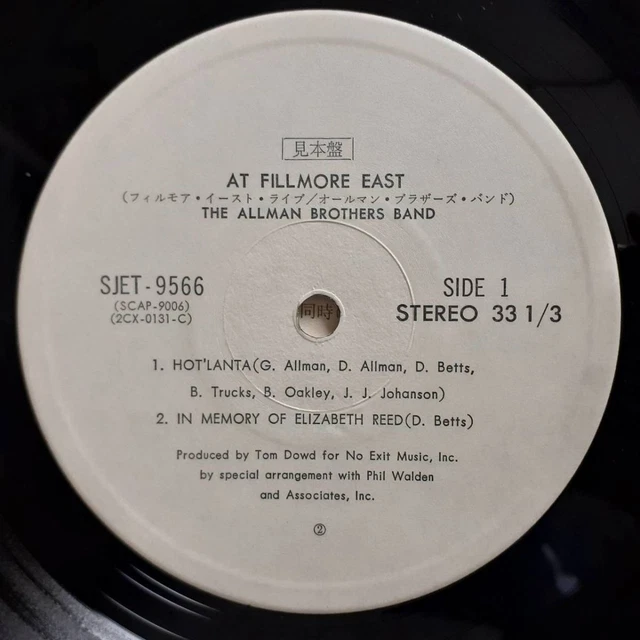 見本盤
AT FILLMORE EAST
(フィルモア・イースト・ライブ/オールマン・ブラザーズ・バンド)
THE ALLMAN BROTHERS BAND
SJET-9566
(SCAP-9006)
(2CX-0131-C)
SIDE 1
STEREO 33 1/3
同時
1. HOT'LANTA(G. Allman, D. Allman, D. Betts,
B. Trucks, B. Oakley, J. J. Johanson)
2. IN MEMORY OF ELIZABETH REED(D. Betts)
Produced by Tom Dowd for No Exit Music, Inc.
by special arrangement with Phil Walden
and Associates, Inc.
②